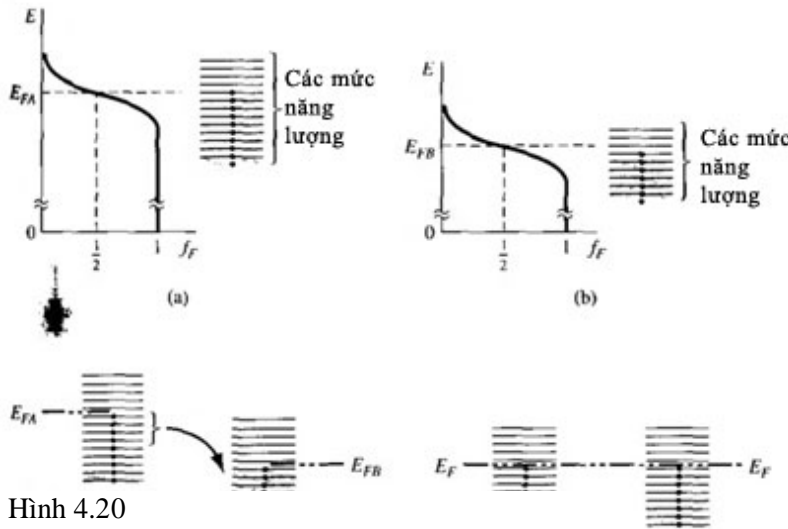 E
E_FA
0
1/2
1
f_F
Các mức
năng
lượng
(a)
E
E_FB
0
1/2
1
f_F
Các mức
năng
lượng
(b)
E_FA
E_FB
E_F
E_F
Hình 4.20